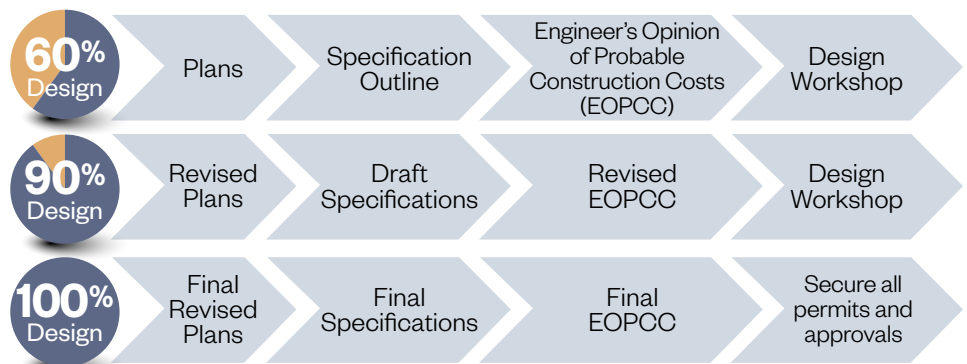 60%
Design
Plans
Specification
Outline
Engineer's Opinion
of Probable
Construction Costs
(EOPCC)
Design
Workshop
90%
Design
Revised
Plans
Draft
Specifications
Revised
EOPCC
Design
Workshop
100%
Design
Final
Revised
Plans
Final
Specifications
Final
EOPCC
Secure all
permits and
approvals